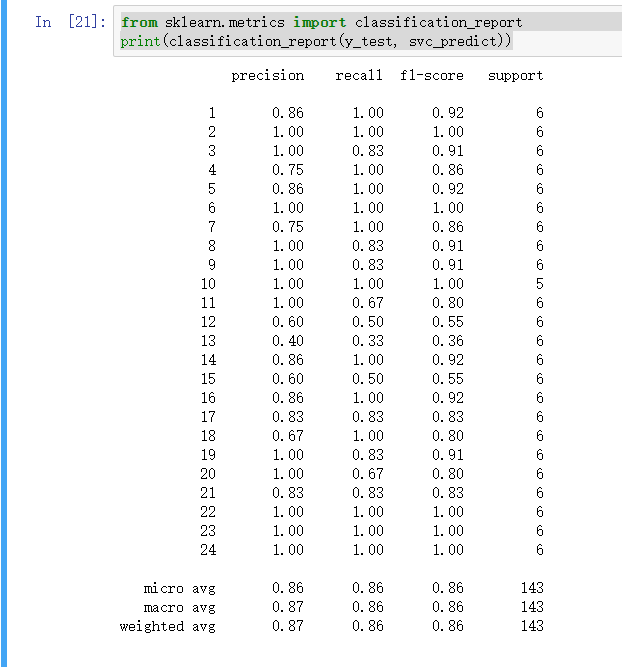 In [21]: from sklearn.metrics import classification_report
print(classification_report(y_test, svc_predict))
precision recall f1-score support
1 0.86 1.00 0.92 6
2 1.00 1.00 1.00 6
3 1.00 0.83 0.91 6
4 0.75 1.00 0.86 6
5 0.86 1.00 0.92 6
6 1.00 1.00 1.00 6
7 0.75 1.00 0.86 6
8 1.00 0.83 0.91 6
9 1.00 0.83 0.91 6
10 1.00 1.00 1.00 5
11 1.00 0.67 0.80 6
12 0.60 0.50 0.55 6
13 0.40 0.33 0.36 6
14 0.86 1.00 0.92 6
15 0.60 0.50 0.55 6
16 0.86 1.00 0.92 6
17 0.83 0.83 0.83 6
18 0.67 1.00 0.80 6
19 1.00 0.83 0.91 6
20 1.00 0.67 0.80 6
21 0.83 0.83 0.83 6
22 1.00 1.00 1.00 6
23 1.00 1.00 1.00 6
24 1.00 1.00 1.00 6
micro avg 0.86 0.86 0.86 143
macro avg 0.87 0.86 0.86 143
weighted avg 0.87 0.86 0.86 143